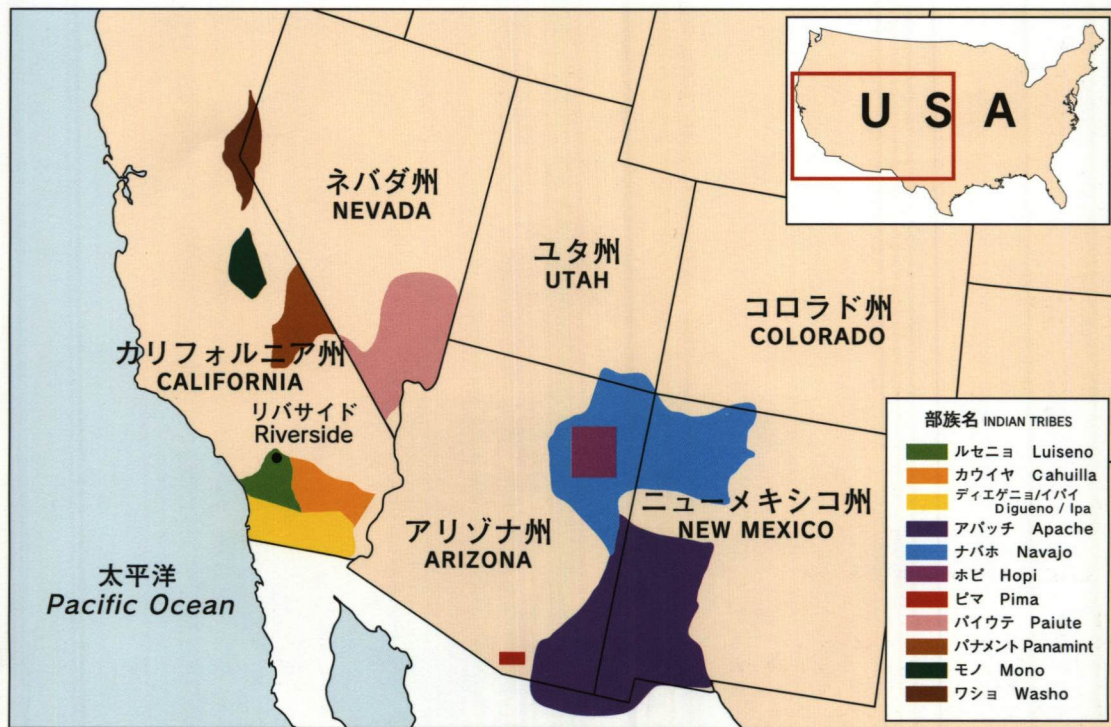 USA
ネバダ州
NEVADA
ユタ州
UTAH
コロラド州
COLORADO
カリフォルニア州
CALIFORNIA
リバサイド
Riverside
アリゾナ州
ARIZONA
ニューメキシコ州
NEW MEXICO
太平洋
Pacific Ocean
部族名 INDIAN TRIBES
ルセニョ Luiseno
カウイヤ Cahuilla
ディエゲニョ/イパイ
Digueno / Ipa
アパッチ Apache
ナバホ Navajo
ホピ Hopi
ピマ Pima
パイウテ Paiute
パナメント Panamint
モノ Mono
ワショ Washo